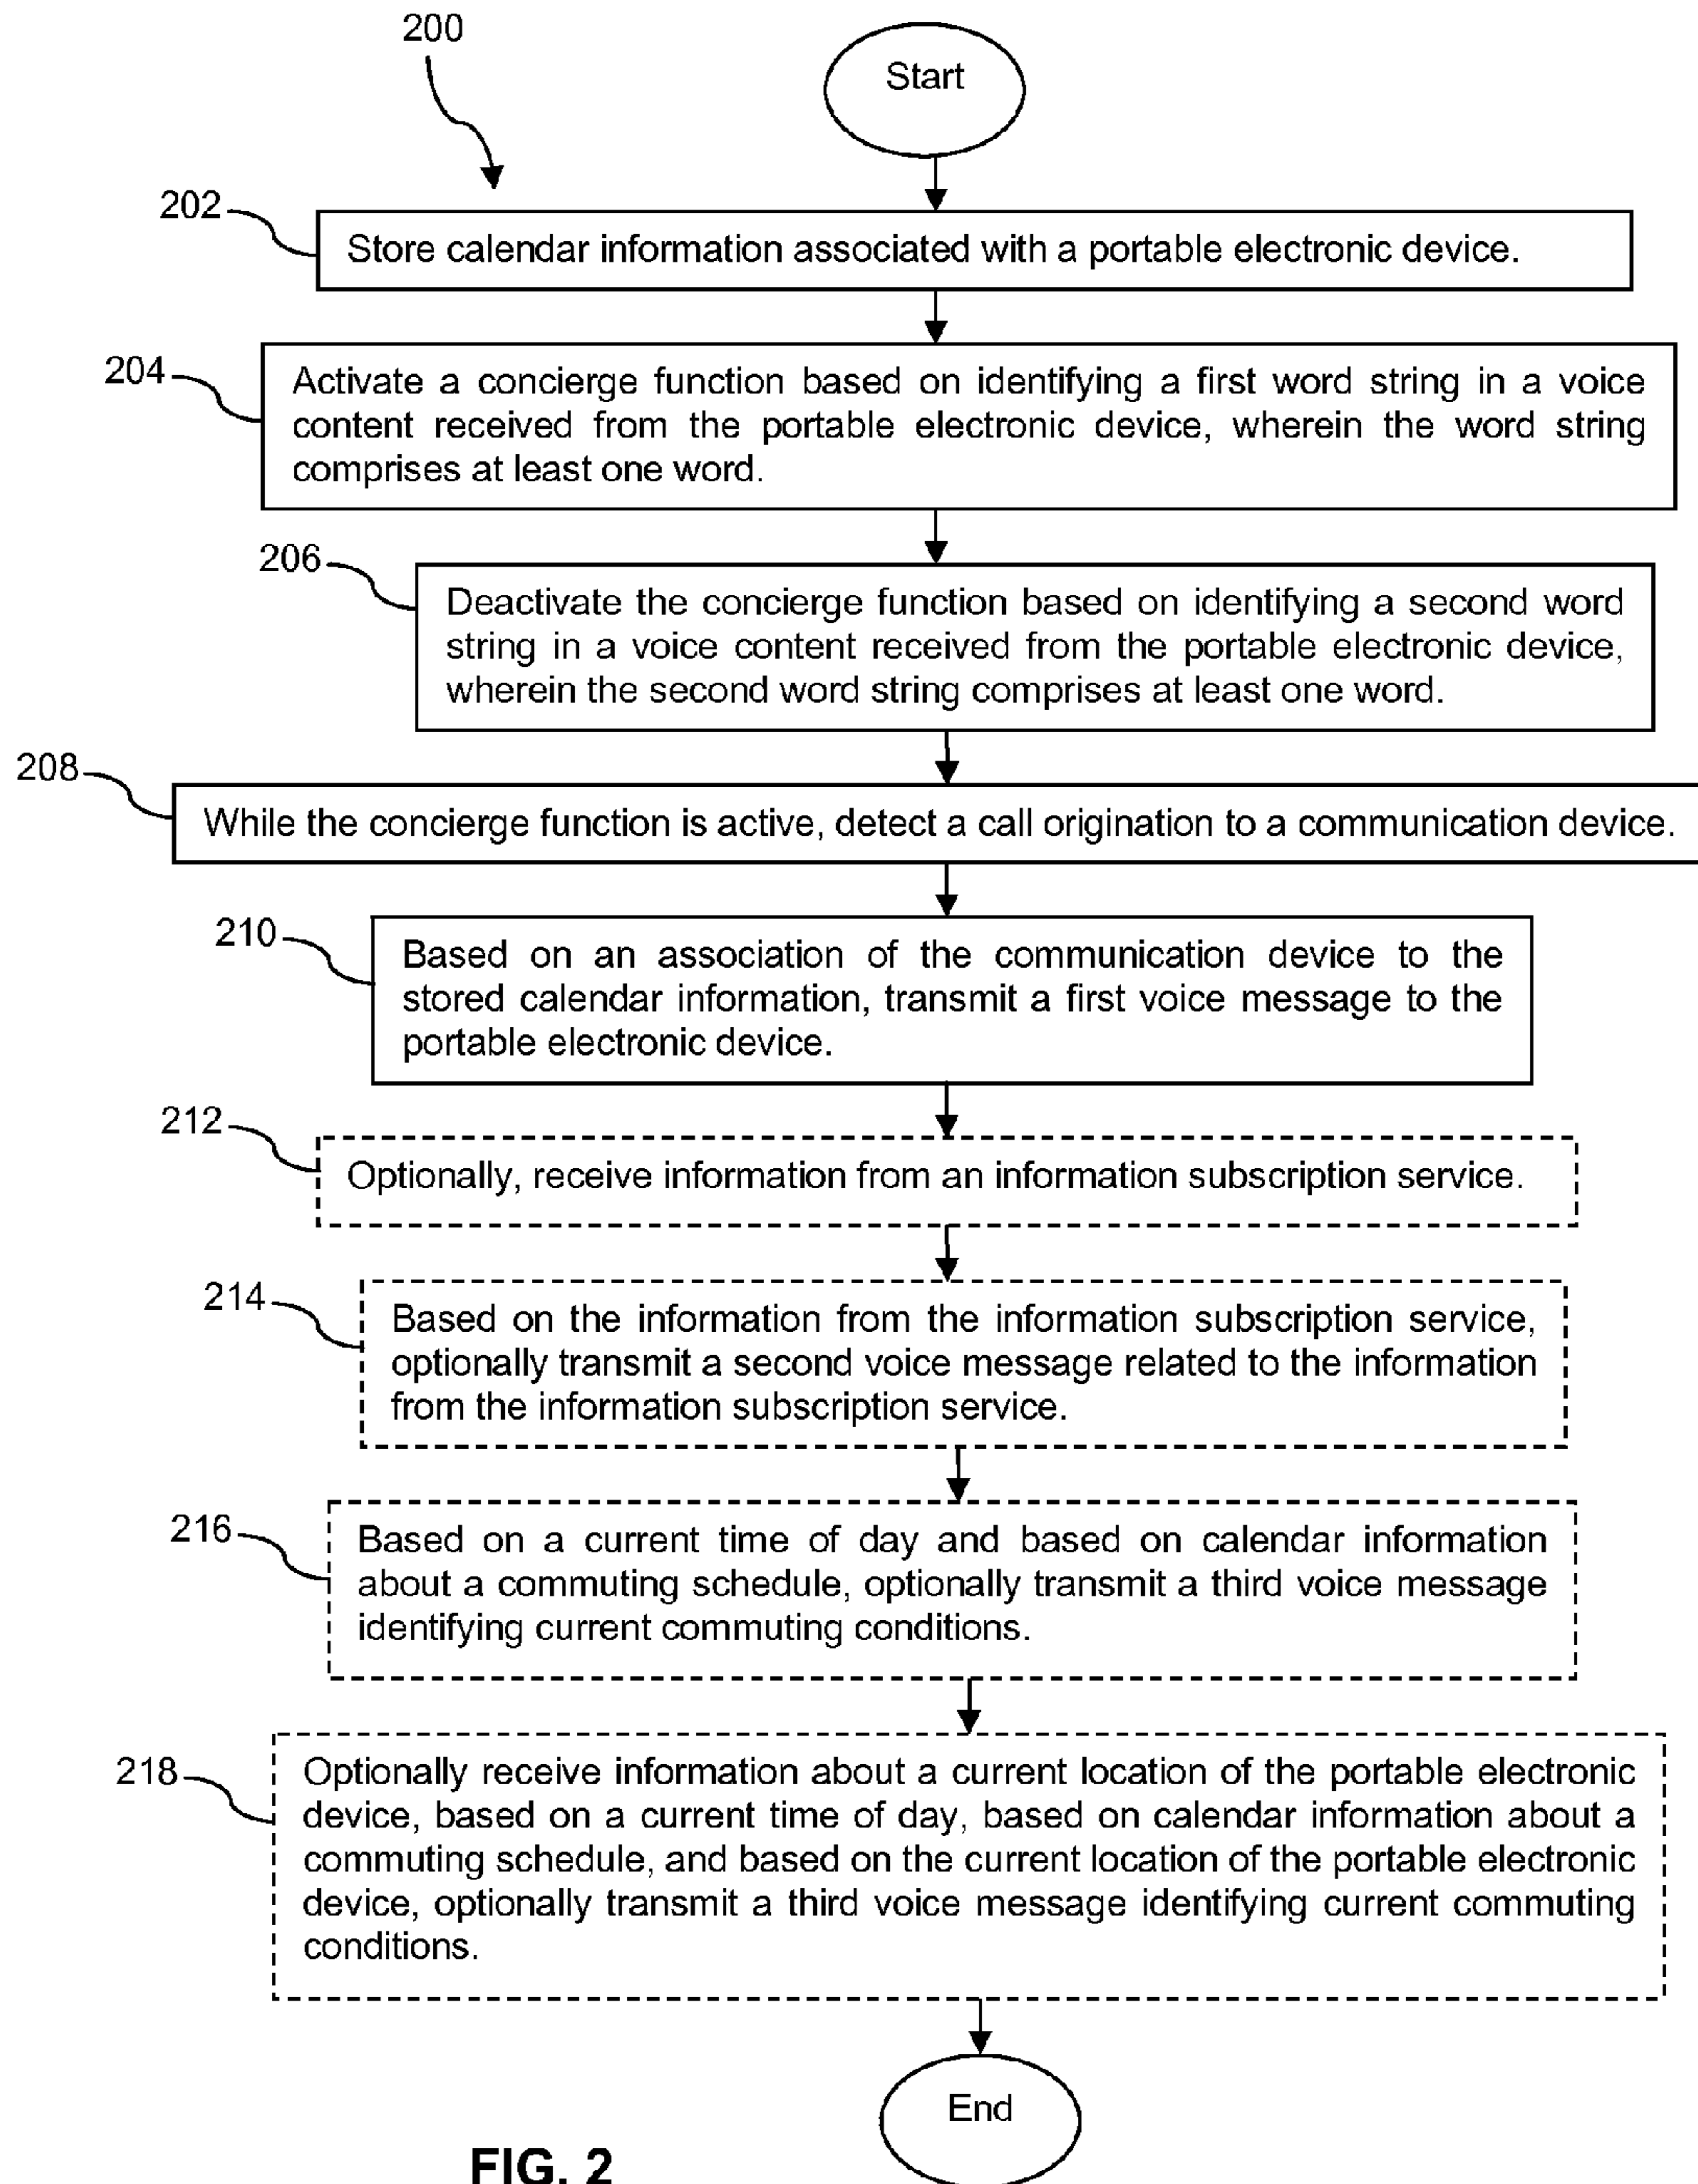 200
Start
202
Store calendar information associated with a portable electronic device.
204
Activate a concierge function based on identifying a first word string in a voice
content received from the portable electronic device, wherein the word string
comprises at least one word.
206
Deactivate the concierge function based on identifying a second word
string in a voice content received from the portable electronic device,
wherein the second word string comprises at least one word.
208
While the concierge function is active, detect a call origination to a communication device.
210
Based on an association of the communication device to the
stored calendar information, transmit a first voice message to the
portable electronic device.
212
Optionally, receive information from an information subscription service.
214
Based on the information from the information subscription service,
optionally transmit a second voice message related to the information
from the information subscription service.
216
Based on a current time of day and based on calendar information
about a commuting schedule, optionally transmit a third voice message
identifying current commuting conditions.
218
Optionally receive information about a current location of the portable electronic
device, based on a current time of day, based on calendar information about a
commuting schedule, and based on the current location of the portable electronic
device, optionally transmit a third voice message identifying current commuting
conditions.
End
FIG. 2